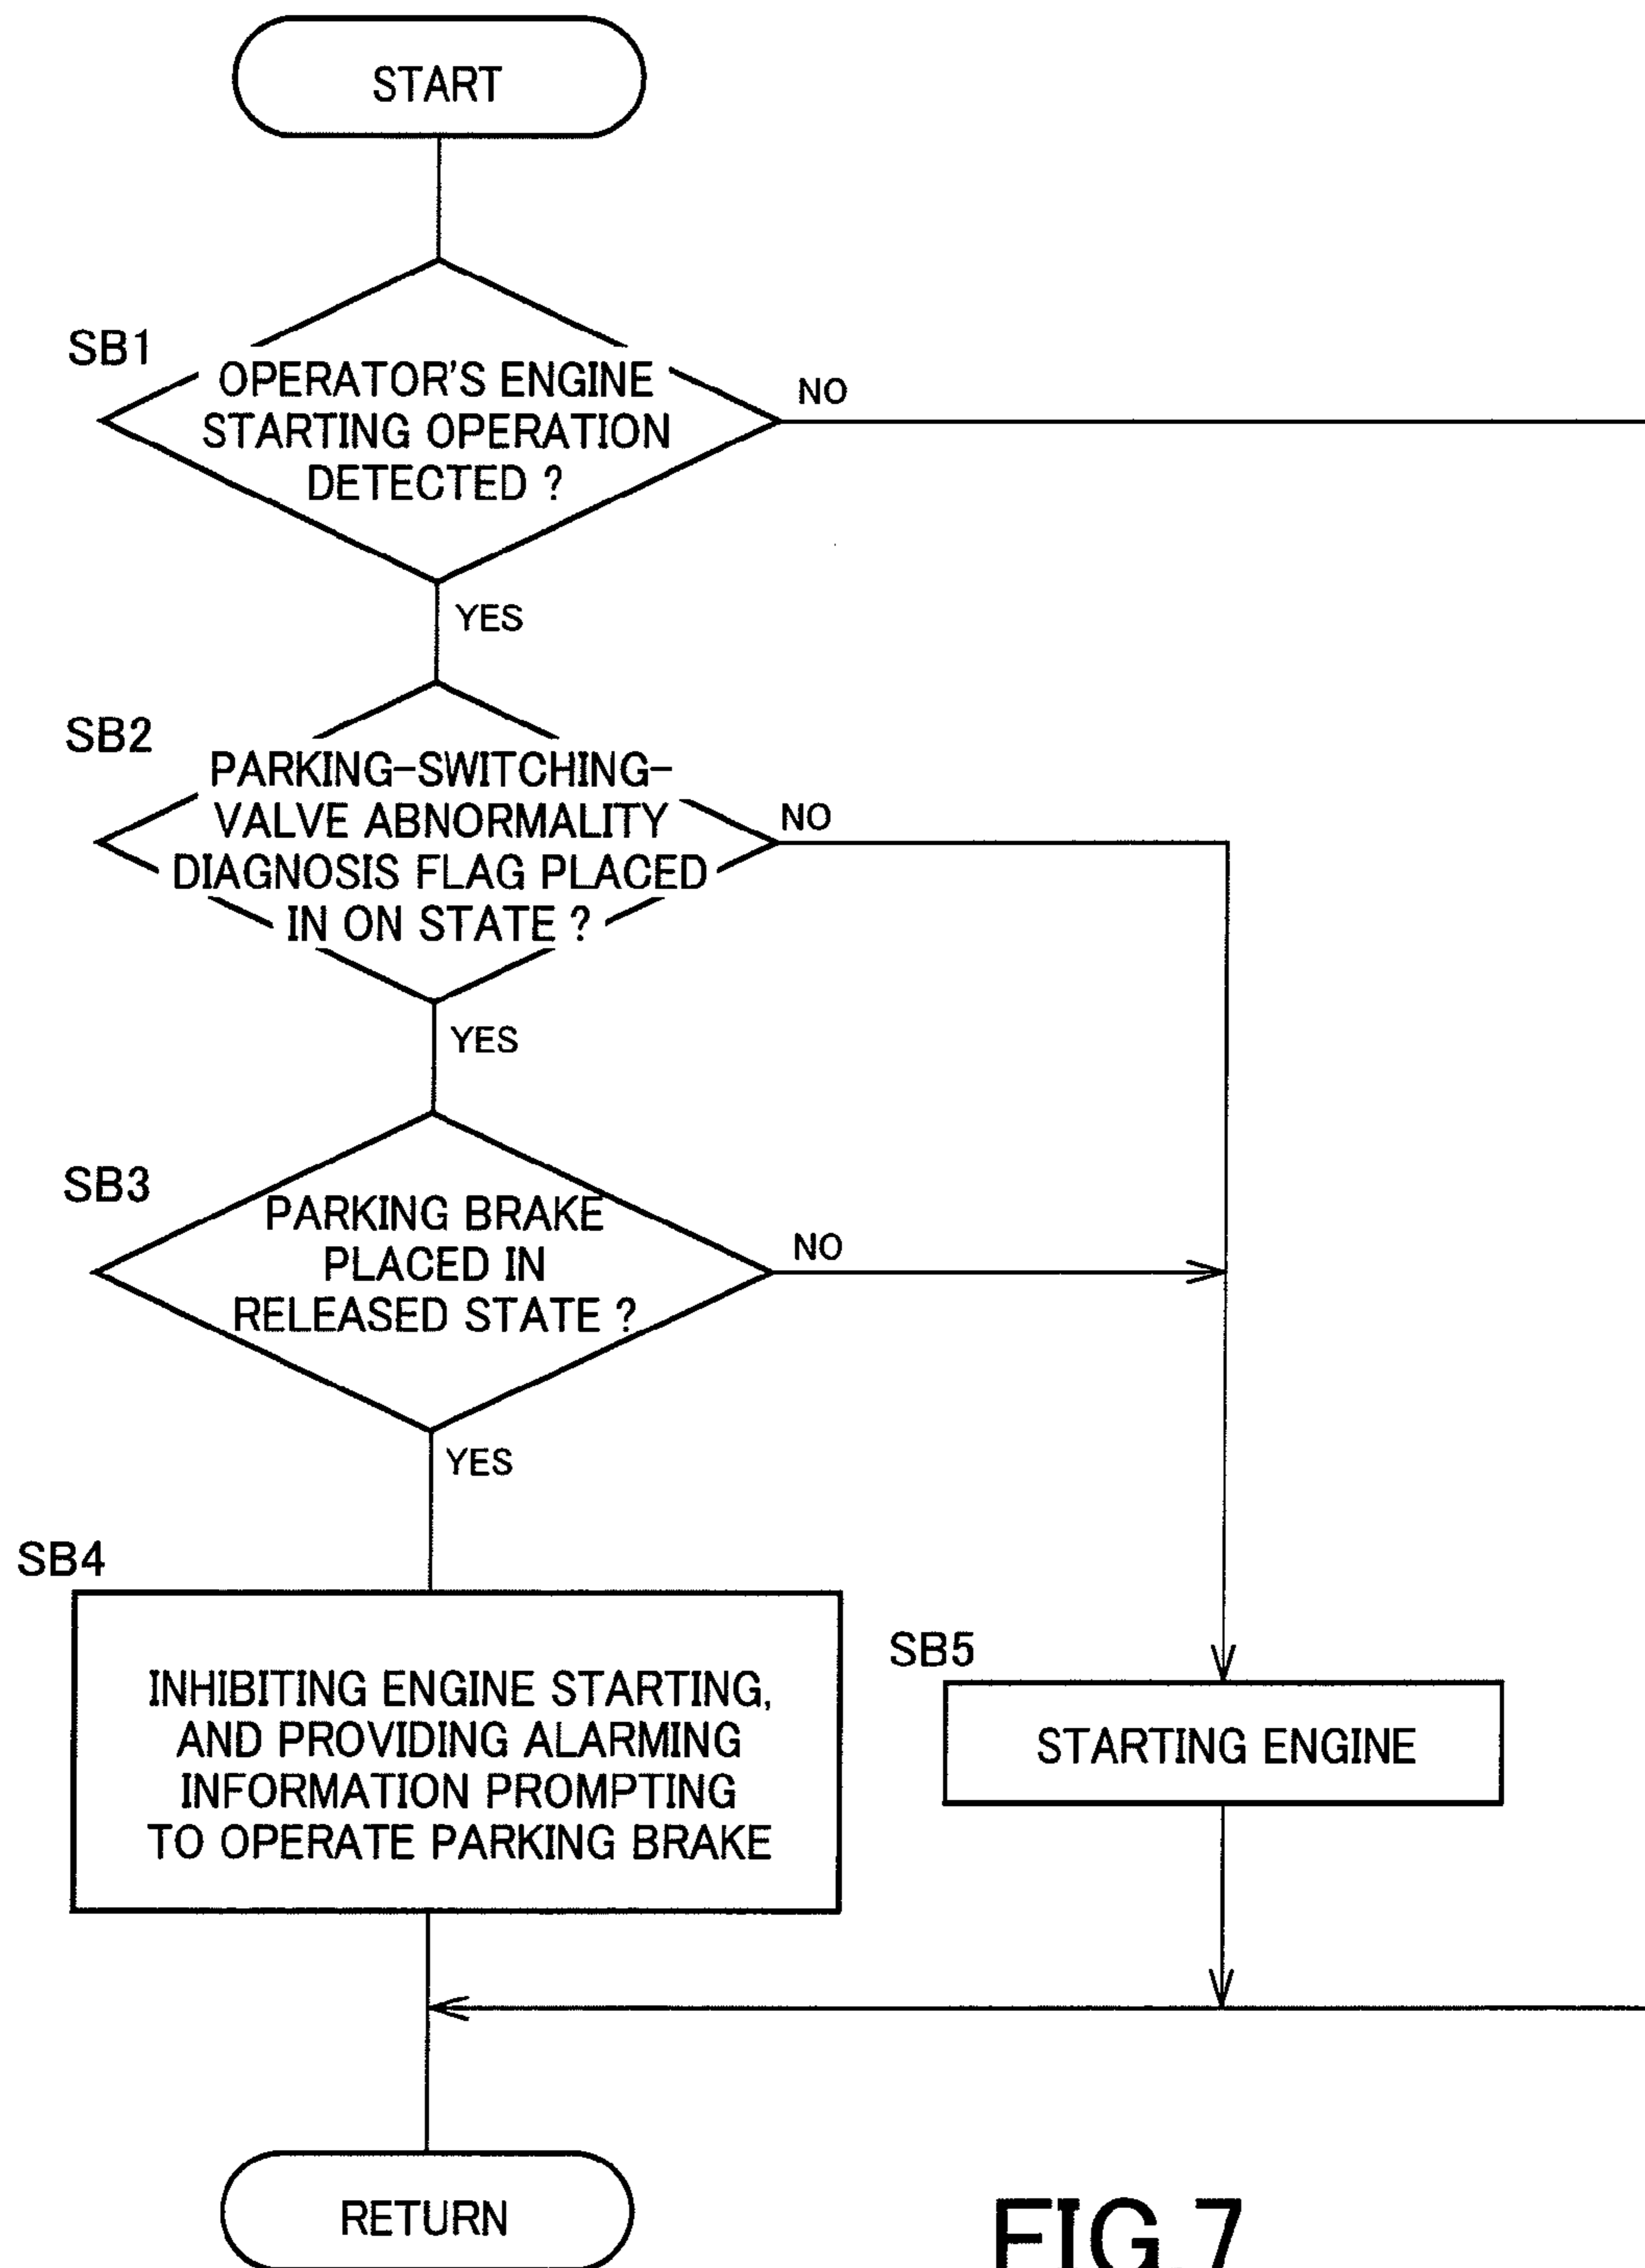 START
SB1
OPERATOR'S ENGINE
STARTING OPERATION
DETECTED ?
NO
YES
SB2
PARKING-SWITCHING-
VALVE ABNORMALITY
DIAGNOSIS FLAG PLACED
IN ON STATE ?
NO
YES
SB3
PARKING BRAKE
PLACED IN
RELEASED STATE ?
NO
YES
SB4
INHIBITING ENGINE STARTING,
AND PROVIDING ALARMING
INFORMATION PROMPTING
TO OPERATE PARKING BRAKE
SB5
STARTING ENGINE
RETURN
FIG.7